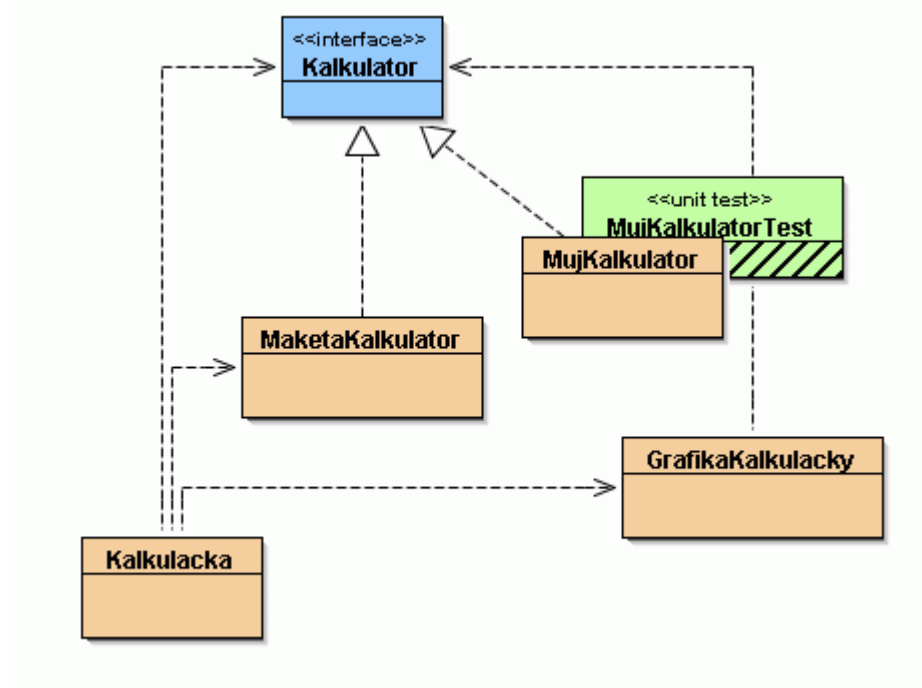 <<interface>>
Kalkulator
<<unit test>>
MujKalkulatorTest
MujKalkulator
MaketaKalkulator
GrafikaKalkulacky
Kalkulacka